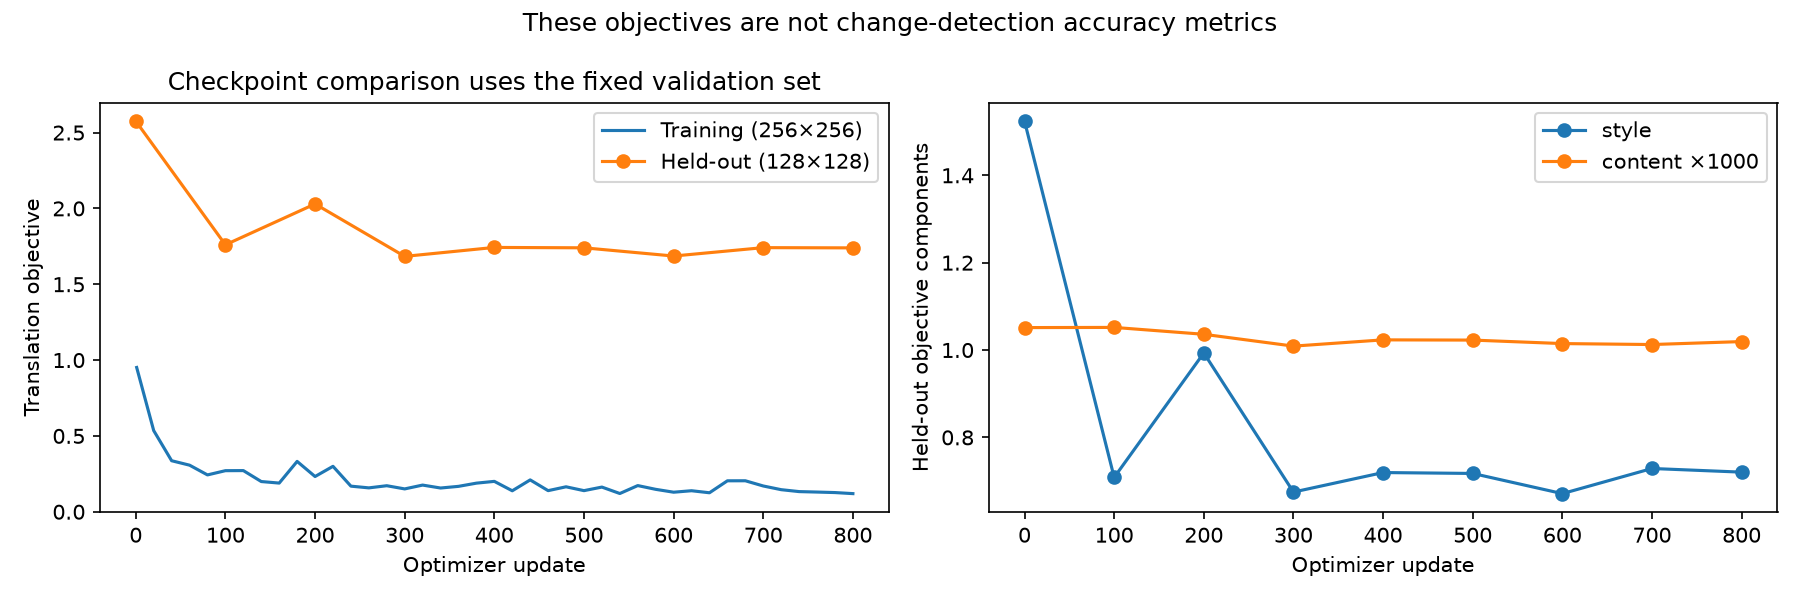 These objectives are not change-detection accuracy metrics
Checkpoint comparison uses the fixed validation set
Translation objective
2.5
2.0
1.5
1.0
0.5
0.0
Training (256×256)
Held-out (128×128)
0 100 200 300 400 500 600 700 800
Optimizer update
Held-out objective components
1.4
1.2
1.0
0.8
style
content ×1000
0 100 200 300 400 500 600 700 800
Optimizer update